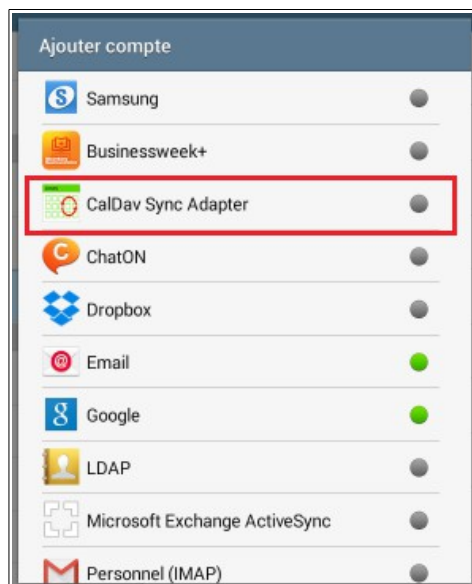 Ajouter compte
Samsung
Businessweek+
CalDav Sync Adapter
ChatON
Dropbox
Email
Google
LDAP
Microsoft Exchange ActiveSync
Personnel (IMAP)